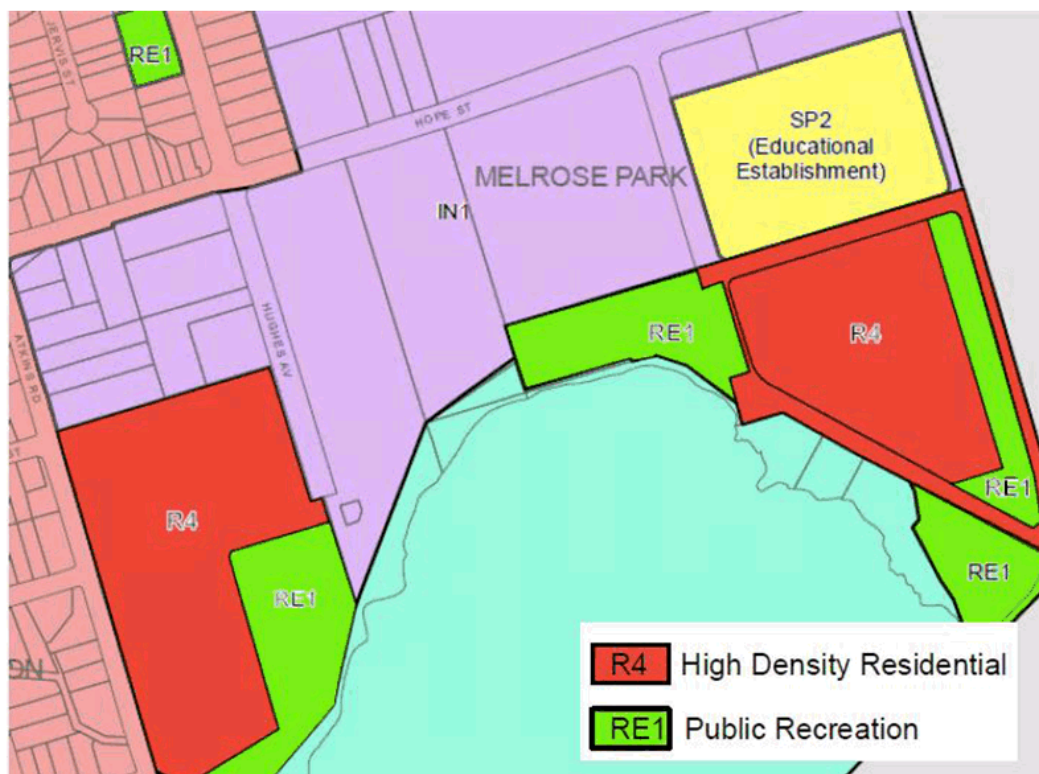 JERVIS ST
RE1
HOPE ST
SP2
(Educational
Establishment)
MELROSE PARK
IN1
HUGHES AV
ATKINS RD
RE1
R4
ST
R4
RE1
RE1
RE1
ON
R4 High Density Residential
RE1 Public Recreation